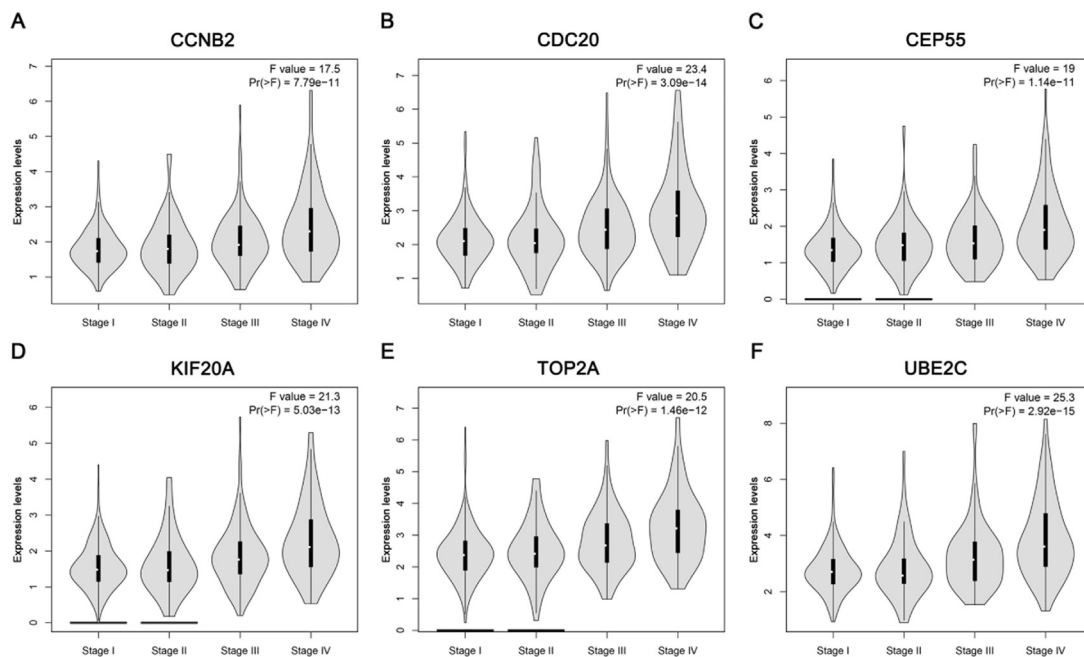 A
CCNB2
F value = 17.5
Pr(>F) = 7.79e−11
Expression levels
7
6
5
4
3
2
1
Stage I Stage II Stage III Stage IV
B
CDC20
F value = 23.4
Pr(>F) = 3.09e−14
Expression levels
7
6
5
4
3
2
1
Stage I Stage II Stage III Stage IV
C
CEP55
F value = 19
Pr(>F) = 1.14e−11
Expression levels
6
5
4
3
2
1
0
Stage I Stage II Stage III Stage IV
D
KIF20A
F value = 21.3
Pr(>F) = 5.03e−13
Expression levels
6
5
4
3
2
1
0
Stage I Stage II Stage III Stage IV
E
TOP2A
F value = 20.5
Pr(>F) = 1.46e−12
Expression levels
7
6
5
4
3
2
1
0
Stage I Stage II Stage III Stage IV
F
UBE2C
F value = 25.3
Pr(>F) = 2.92e−15
Expression levels
8
6
4
2
Stage I Stage II Stage III Stage IV